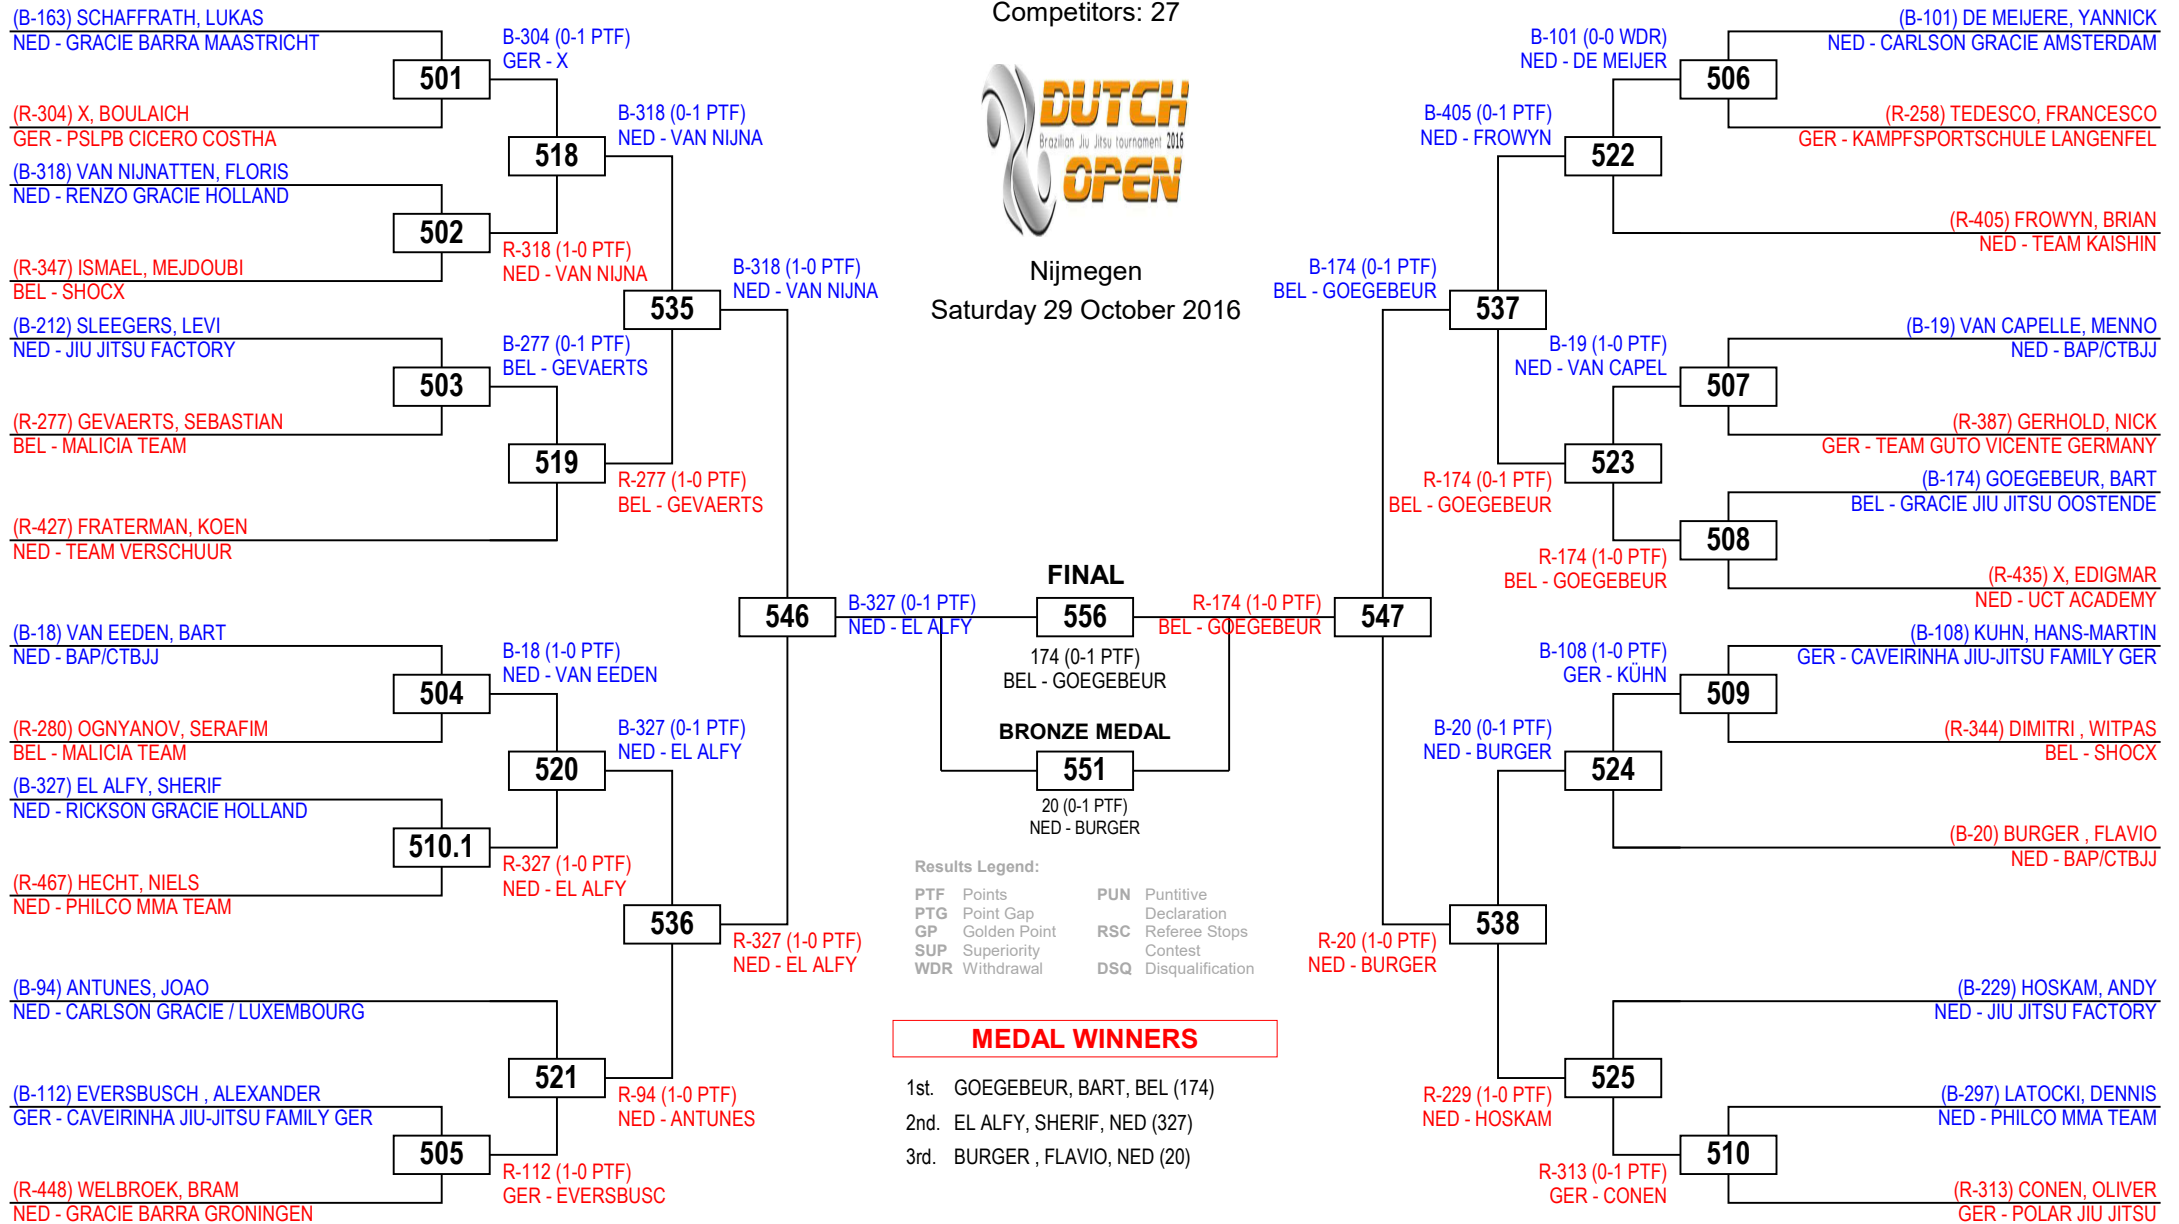 Competitors: 27
DUTCH
Brazilian Jiu Jitsu tournament 2016
OPEN
Nijmegen
Saturday 29 October 2016
(B-163) SCHAFFRATH, LUKAS
NED - GRACIE BARRA MAASTRICHT
501
(R-304) X, BOULAICH
GER - PSLPB CICERO COSTHA
(B-318) VAN NIJNATTEN, FLORIS
NED - RENZO GRACIE HOLLAND
502
(R-347) ISMAEL, MEJDOUBI
BEL - SHOCX
(B-212) SLEEGERS, LEVI
NED - JIU JITSU FACTORY
503
(R-277) GEVAERTS, SEBASTIAN
BEL - MALICIA TEAM
(R-427) FRATERMAN, KOEN
NED - TEAM VERSCHUUR
(B-18) VAN EEDEN, BART
NED - BAP/CTBJJ
504
(R-280) OGNYANOV, SERAFIM
BEL - MALICIA TEAM
(B-327) EL ALFY, SHERIF
NED - RICKSON GRACIE HOLLAND
510.1
(R-467) HECHT, NIELS
NED - PHILCO MMA TEAM
(B-94) ANTUNES, JOAO
NED - CARLSON GRACIE / LUXEMBOURG
(B-112) EVERSBUSCH , ALEXANDER
GER - CAVEIRINHA JIU-JITSU FAMILY GER
505
(R-448) WELBROEK, BRAM
NED - GRACIE BARRA GRONINGEN
B-304 (0-1 PTF)
GER - X
518
R-318 (1-0 PTF)
NED - VAN NIJNA
B-277 (0-1 PTF)
BEL - GEVAERTS
519
B-18 (1-0 PTF)
NED - VAN EEDEN
520
R-327 (1-0 PTF)
NED - EL ALFY
521
R-112 (1-0 PTF)
GER - EVERSBUSC
B-318 (0-1 PTF)
NED - VAN NIJNA
535
R-277 (1-0 PTF)
BEL - GEVAERTS
B-327 (0-1 PTF)
NED - EL ALFY
536
R-94 (1-0 PTF)
NED - ANTUNES
B-318 (1-0 PTF)
NED - VAN NIJNA
546
R-327 (1-0 PTF)
NED - EL ALFY
B-327 (0-1 PTF)
NED - EL ALFY
FINAL
556
174 (0-1 PTF)
BEL - GOEGEBEUR
BRONZE MEDAL
551
20 (0-1 PTF)
NED - BURGER
R-174 (1-0 PTF)
BEL - GOEGEBEUR
547
B-174 (0-1 PTF)
BEL - GOEGEBEUR
R-20 (1-0 PTF)
NED - BURGER
B-405 (0-1 PTF)
NED - FROWYN
537
R-174 (0-1 PTF)
BEL - GOEGEBEUR
B-20 (0-1 PTF)
NED - BURGER
538
R-229 (1-0 PTF)
NED - HOSKAM
B-101 (0-0 WDR)
NED - DE MEIJER
522
B-19 (1-0 PTF)
NED - VAN CAPEL
523
R-174 (1-0 PTF)
BEL - GOEGEBEUR
B-108 (1-0 PTF)
GER - KÜHN
524
525
R-313 (0-1 PTF)
GER - CONEN
(B-101) DE MEIJERE, YANNICK
NED - CARLSON GRACIE AMSTERDAM
506
(R-258) TEDESCO, FRANCESCO
GER - KAMPFSPORTSCHULE LANGENFEL
(R-405) FROWYN, BRIAN
NED - TEAM KAISHIN
(B-19) VAN CAPELLE, MENNO
NED - BAP/CTBJJ
507
(R-387) GERHOLD, NICK
GER - TEAM GUTO VICENTE GERMANY
(B-174) GOEGEBEUR, BART
BEL - GRACIE JIU JITSU OOSTENDE
508
(R-435) X, EDIGMAR
NED - UCT ACADEMY
(B-108) KUHN, HANS-MARTIN
GER - CAVEIRINHA JIU-JITSU FAMILY GER
509
(R-344) DIMITRI , WITPAS
BEL - SHOCX
(B-20) BURGER , FLAVIO
NED - BAP/CTBJJ
(B-229) HOSKAM, ANDY
NED - JIU JITSU FACTORY
(B-297) LATOCKI, DENNIS
NED - PHILCO MMA TEAM
510
(R-313) CONEN, OLIVER
GER - POLAR JIU JITSU
Results Legend:
PTF Points
PTG Point Gap
GP Golden Point
SUP Superiority
WDR Withdrawal
PUN Puntitive
Declaration
RSC Referee Stops
Contest
DSQ Disqualification
MEDAL WINNERS
1st. GOEGEBEUR, BART, BEL (174)
2nd. EL ALFY, SHERIF, NED (327)
3rd. BURGER , FLAVIO, NED (20)